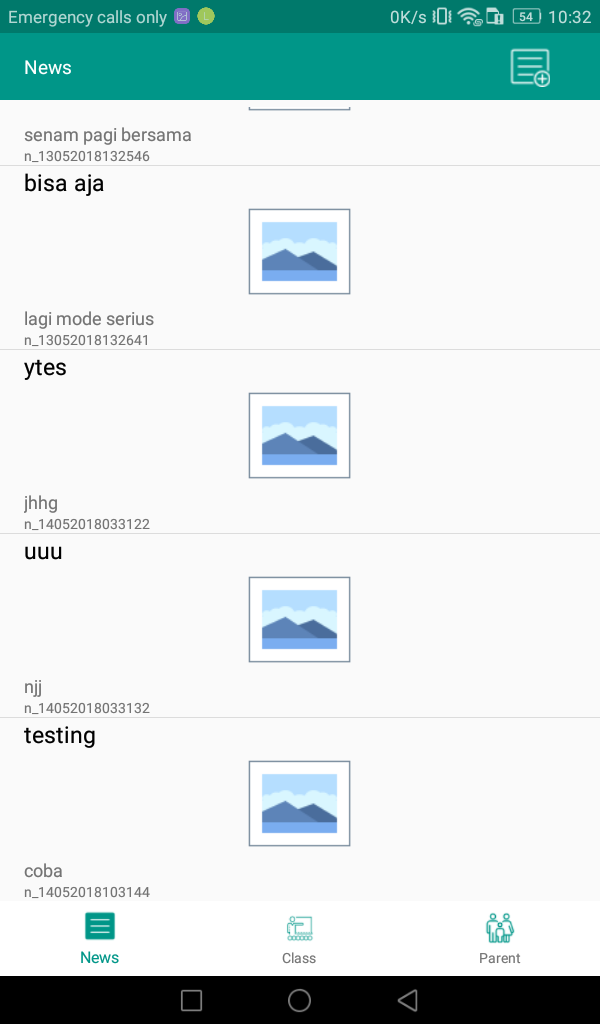 Emergency calls only 0K/s 54 10:32
News
senam pagi bersama
n_13052018132546
bisa aja
lagi mode serius
n_13052018132641
ytes
jhhg
n_14052018033122
uuu
njj
n_14052018033132
testing
coba
n_14052018103144
News Class Parent